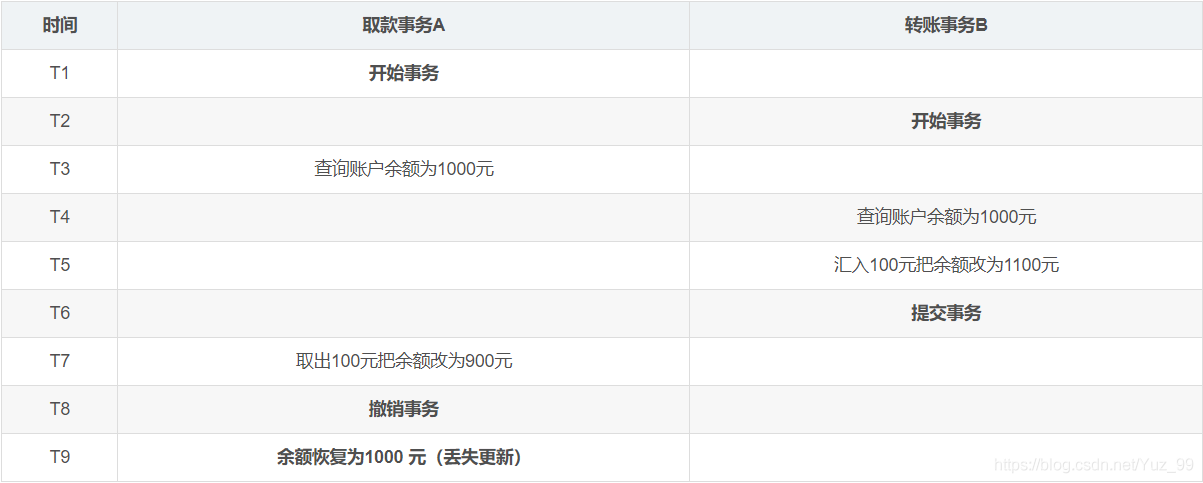 时间 取款事务A 转账事务B
T1 开始事务
T2 开始事务
T3 查询账户余额为1000元
T4 查询账户余额为1000元
T5 汇入100元把余额改为1100元
T6 提交事务
T7 取出100元把余额改为900元
T8 撤销事务
T9 余额恢复为1000 元（丢失更新）
https://blog.csdn.net/Yuz_99